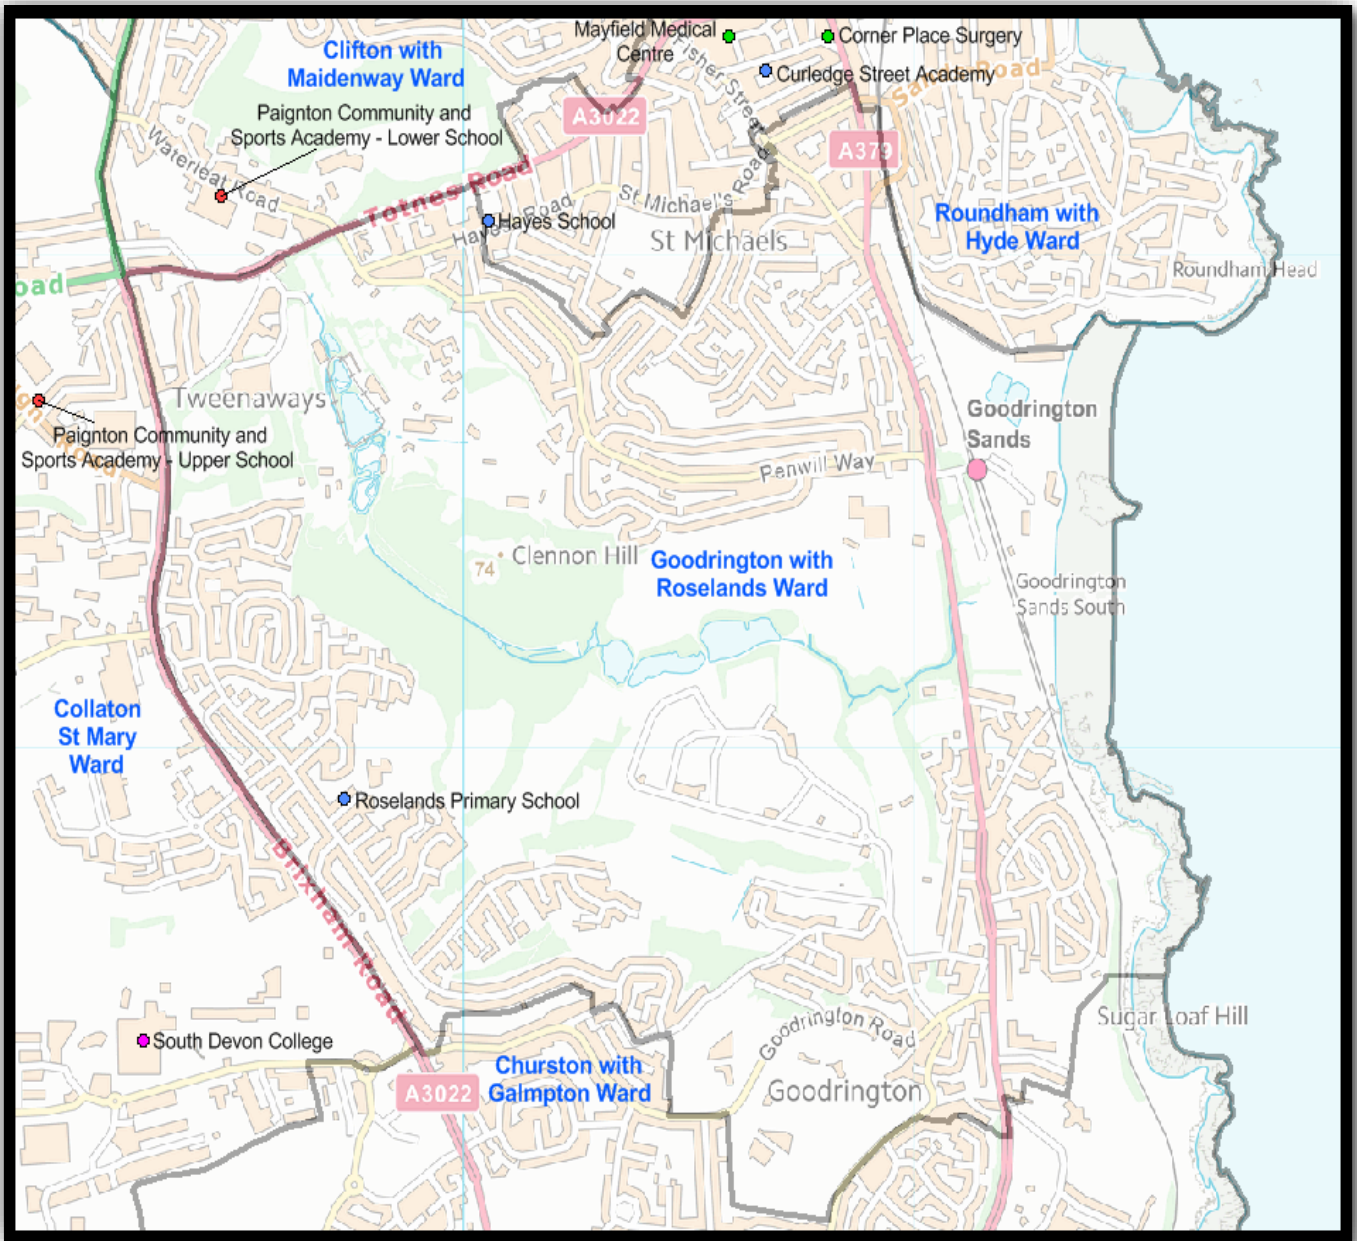 Mayfield Medical
Centre
Corner Place Surgery
Clifton with
Maidenway Ward
Fisher Street
Curledge Street Academy
Sands Road
Paignton Community and
Sports Academy - Lower School
A3022
A379
Waterleat Road
Totnes Road
St Michael's Road
Hayes Road
Hayes School
St Michaels
Roundham with
Hyde Ward
Roundham Head
oad
Tweenaways
Goodrington
Sands
Paignton Community and
Sports Academy - Upper School
Penwill Way
Clennon Hill
74
Goodrington with
Roselands Ward
Goodrington
Sands South
Collaton
St Mary
Ward
Roselands Primary School
Brixham Road
South Devon College
Goodrington Road
Sugar Loaf Hill
Churston with
Galmpton Ward
A3022
Goodrington